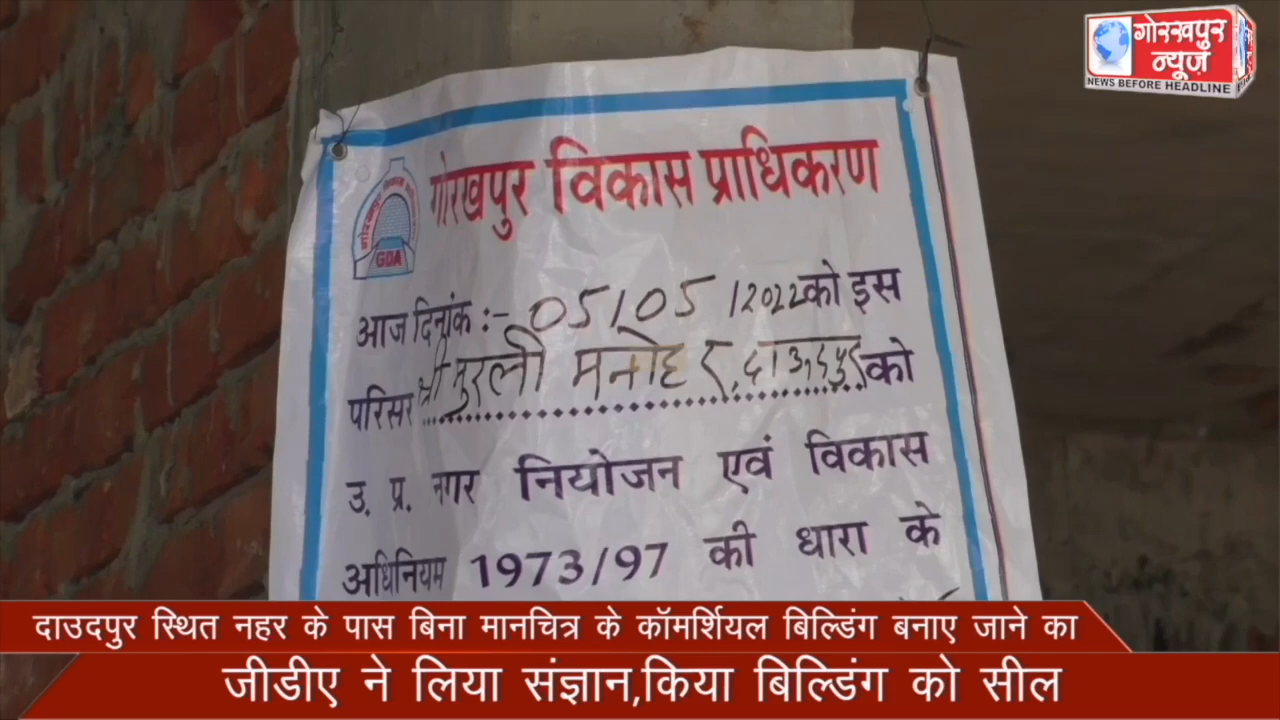 गोरखपुर
न्यूज़
NEWS BEFORE HEADLINE
गोरखपुर विकास प्राधिकरण
GDA
आज दिनांक :- 05/05/2022 को इस
परिसर श्री मुरली मनोहर, दाऊदपुर को
उ. प्र. नगर नियोजन एवं विकास
अधिनियम 1973/97 की धारा के
दाउदपुर स्थित नहर के पास बिना मानचित्र के कॉमर्शियल बिल्डिंग बनाए जाने का
जीडीए ने लिया संज्ञान,किया बिल्डिंग को सील